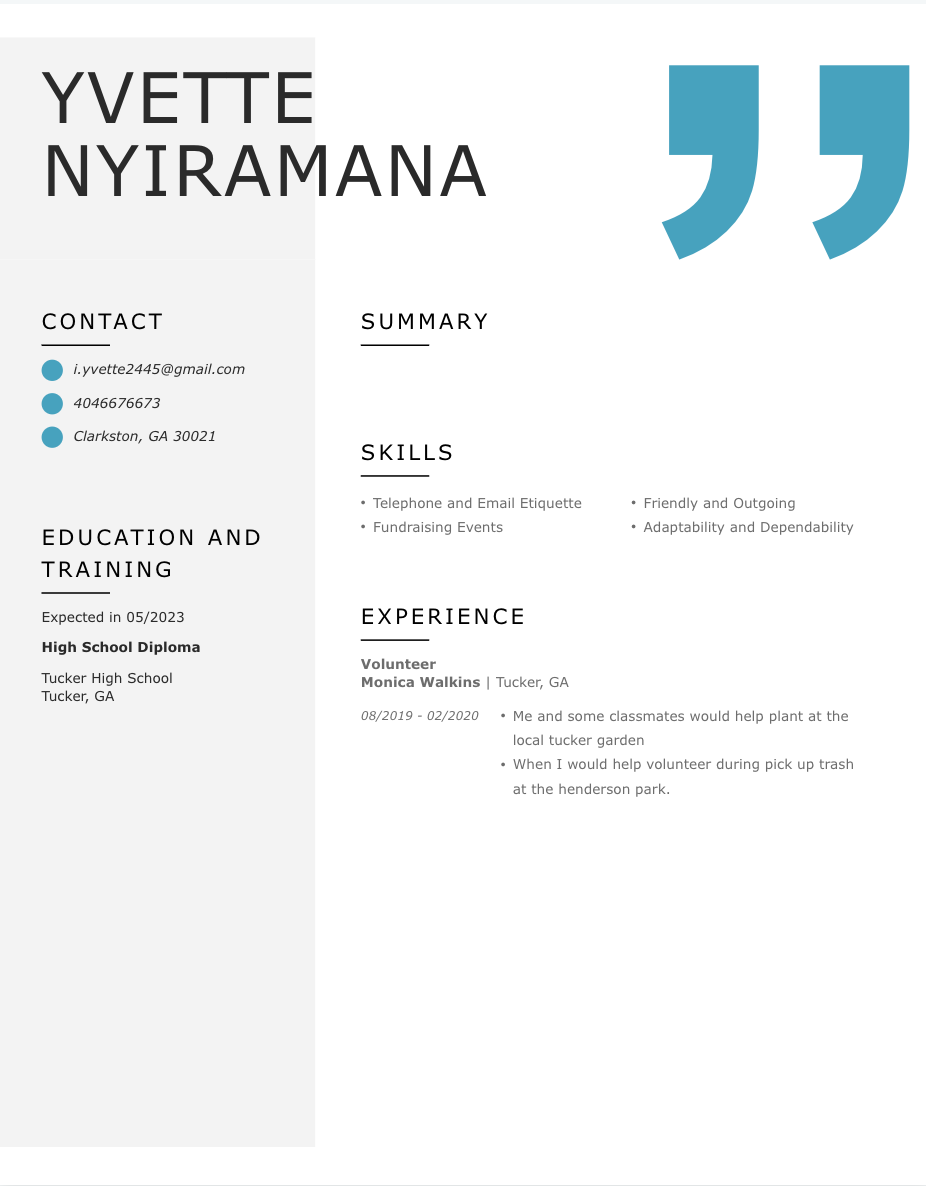 YVETTE
NYIRAMANA
CONTACT
i.yvette2445@gmail.com
4046676673
Clarkston, GA 30021
EDUCATION AND
TRAINING
Expected in 05/2023
High School Diploma
Tucker High School
Tucker, GA
SUMMARY
SKILLS
• Telephone and Email Etiquette
• Fundraising Events
• Friendly and Outgoing
• Adaptability and Dependability
EXPERIENCE
Volunteer
Monica Walkins | Tucker, GA
08/2019 - 02/2020
• Me and some classmates would help plant at the
local tucker garden
• When I would help volunteer during pick up trash
at the henderson park.